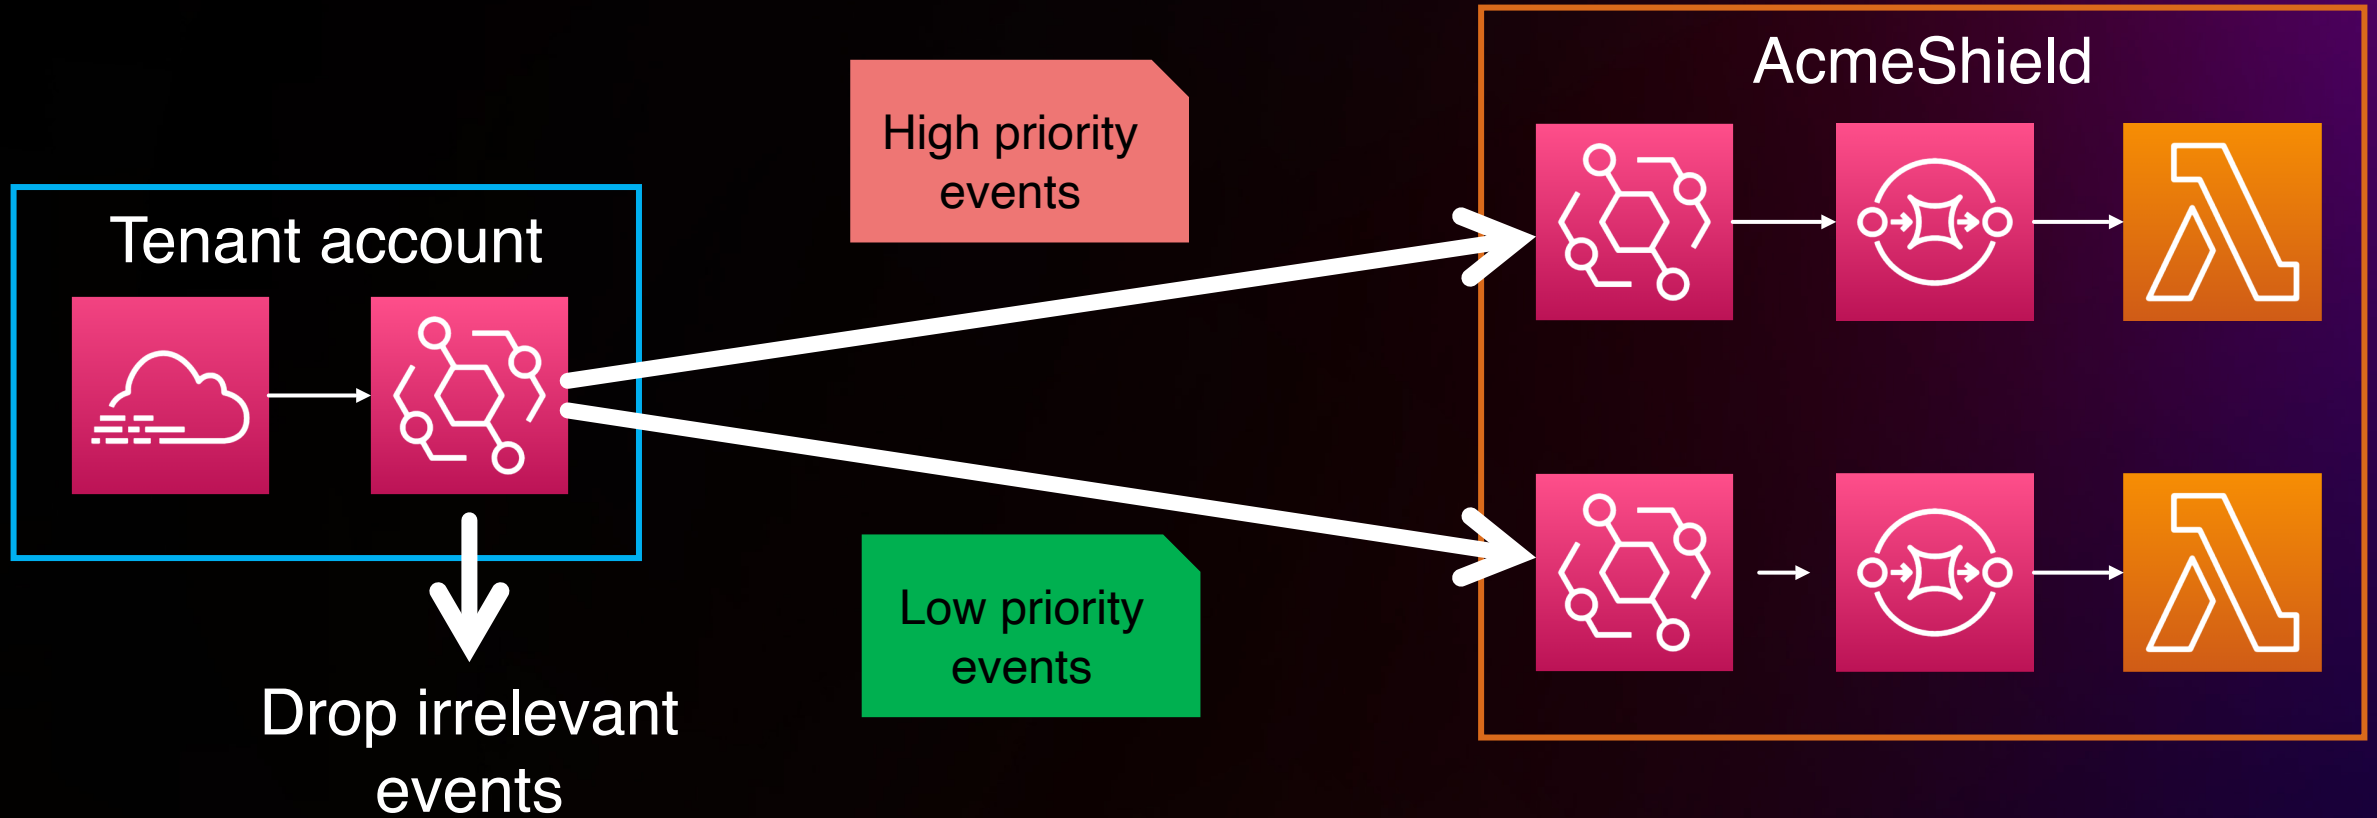 AcmeShield
High priority
events
Tenant account
Low priority
events
Drop irrelevant
events